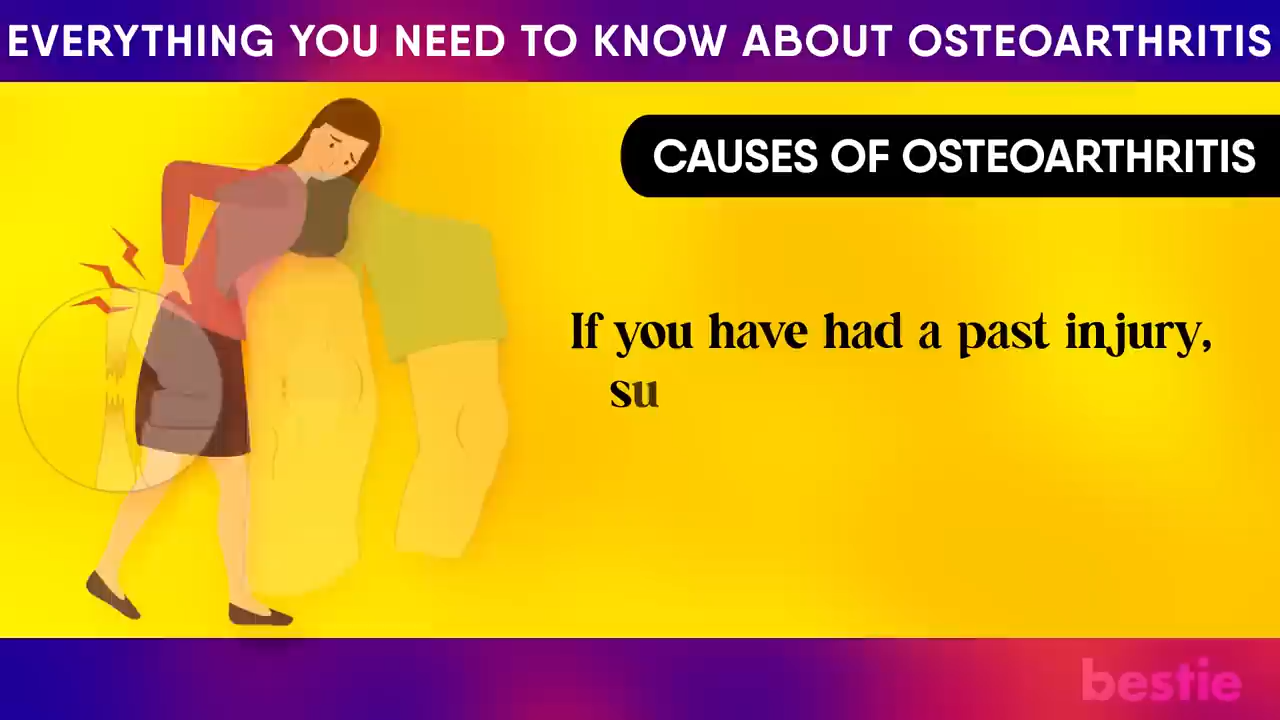 EVERYTHING YOU NEED TO KNOW ABOUT OSTEOARTHRITIS
CAUSES OF OSTEOARTHRITIS
If you have had a past injury,
su
bestie